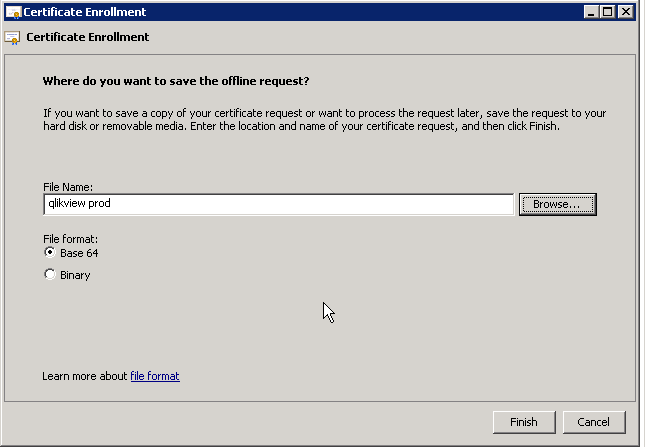 Certificate Enrollment
Certificate Enrollment
Where do you want to save the offline request?
If you want to save a copy of your certificate request or want to process the request later, save the request to your
hard disk or removable media. Enter the location and name of your certificate request, and then click Finish.
File Name:
qlikview prod
Browse...
File format:
Base 64
Binary
Learn more about file format
Finish
Cancel